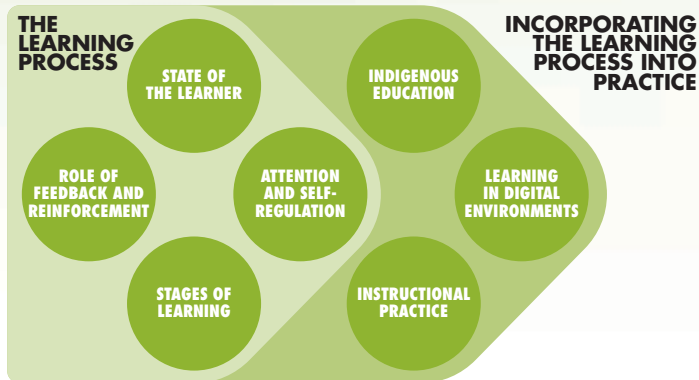 THE
LEARNING
PROCESS
STATE OF
THE LEARNER
ROLE OF
FEEDBACK AND
REINFORCEMENT
ATTENTION
AND SELF-
REGULATION
STAGES OF
LEARNING
INCORPORATING
THE LEARNING
PROCESS INTO
PRACTICE
INDIGENOUS
EDUCATION
LEARNING
IN DIGITAL
ENVIRONMENTS
INSTRUCTIONAL
PRACTICE